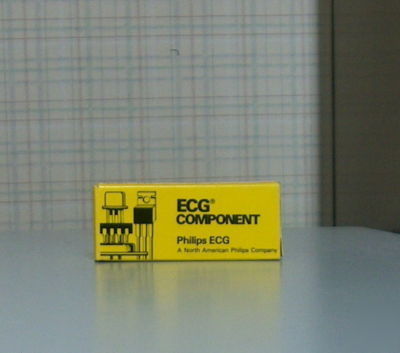 ECG®
COMPONENT
Philips ECG
A North American Philips Company